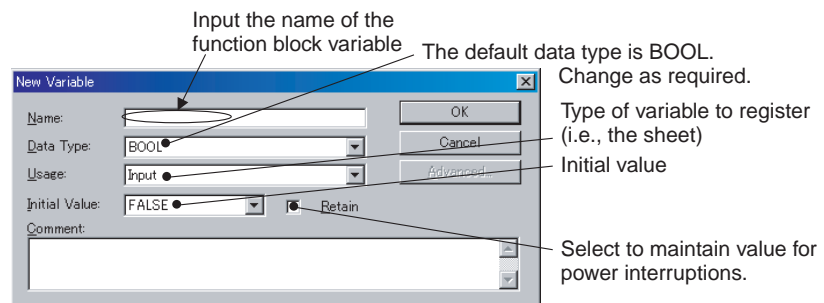 Input the name of the
function block variable
The default data type is BOOL.
Change as required.
New Variable
Name:
OK
Type of variable to register
(i.e., the sheet)
Data Type:
BOOL
Cancel
Usage:
Input
Advanced...
Initial value
Initial Value:
FALSE
Retain
Comment:
Select to maintain value for
power interruptions.